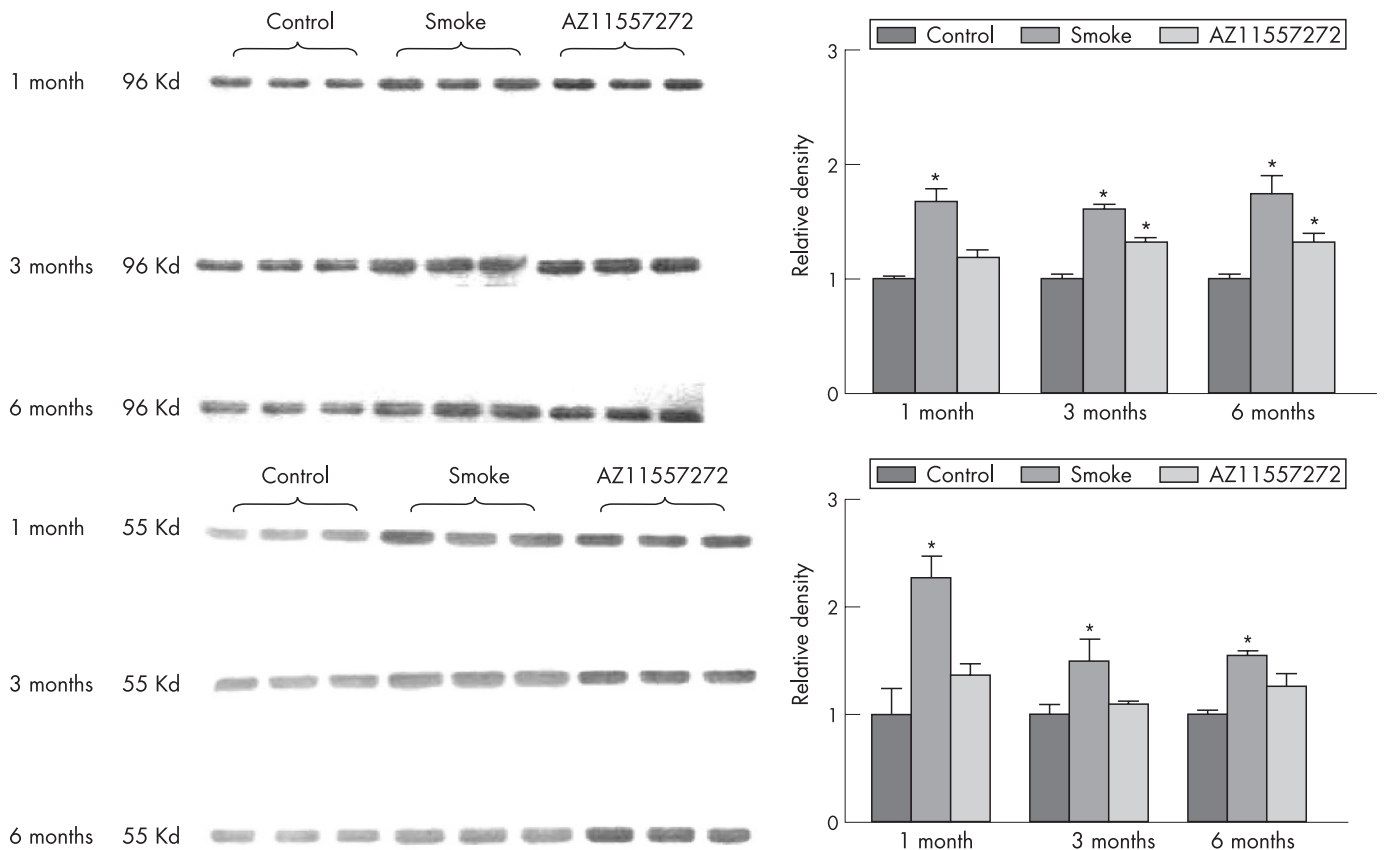 Control Smoke AZ11557272
1 month 96 Kd
3 months 96 Kd
6 months 96 Kd
Control Smoke AZ11557272
3
2
1
0
Relative density
* * * * *
1 month 3 months 6 months
Control Smoke AZ11557272
1 month 55 Kd
3 months 55 Kd
6 months 55 Kd
Control Smoke AZ11557272
3
2
1
0
Relative density
* * *
1 month 3 months 6 months